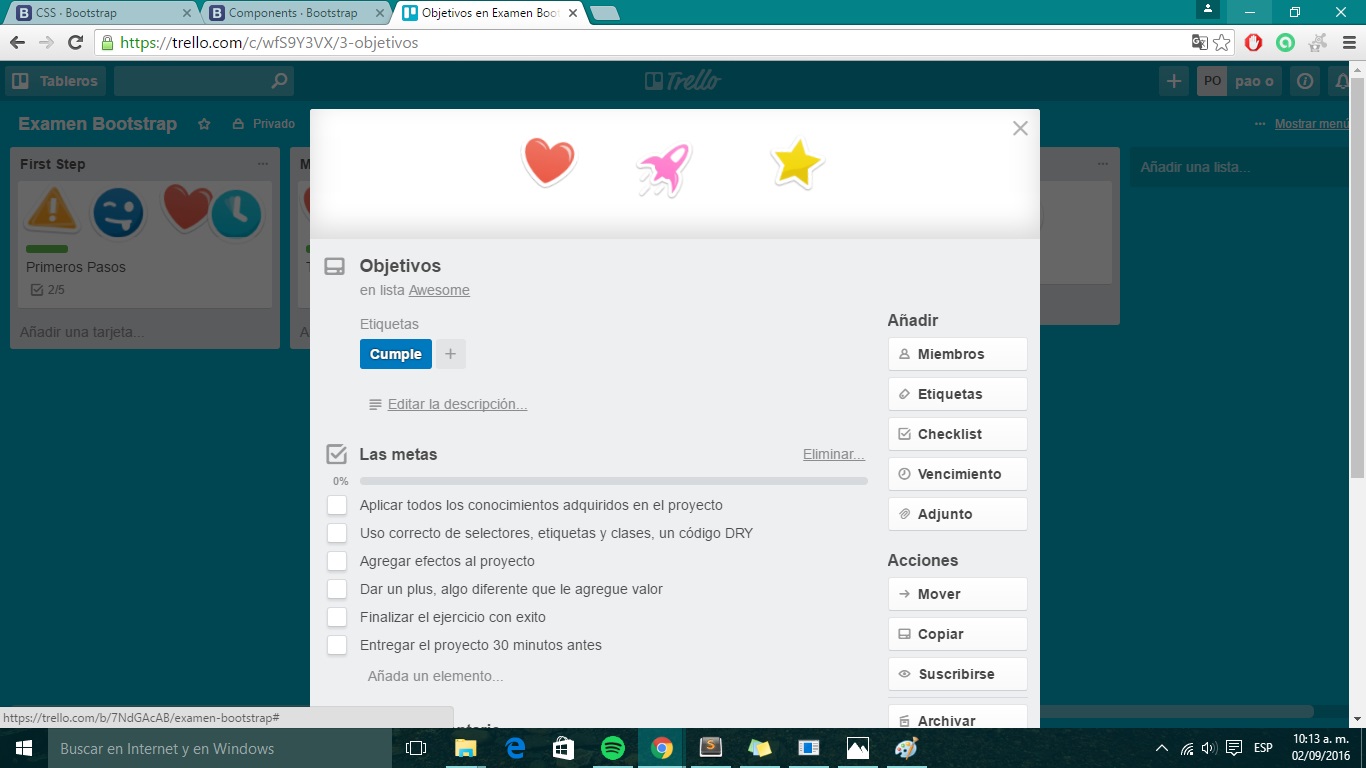 CSS · Bootstrap
Components · Bootstrap
Objetivos en Examen Boot
https://trello.com/c/wfS9Y3VX/3-objetivos
Tableros
Trello
PO pao o
Examen Bootstrap
Privado
Mostrar menú
First Step
Primeros Pasos
2/5
Añadir una tarjeta...
M
T
A
Añadir una lista...
Objetivos
en lista Awesome
Etiquetas
Cumple
+
Editar la descripción...
Las metas
Eliminar...
0%
Aplicar todos los conocimientos adquiridos en el proyecto
Uso correcto de selectores, etiquetas y clases, un código DRY
Agregar efectos al proyecto
Dar un plus, algo diferente que le agregue valor
Finalizar el ejercicio con exito
Entregar el proyecto 30 minutos antes
Añada un elemento...
Añadir
Miembros
Etiquetas
Checklist
Vencimiento
Adjunto
Acciones
Mover
Copiar
Suscribirse
Archivar
https://trello.com/b/7NdGAcAB/examen-bootstrap#
Buscar en Internet y en Windows
ESP
10:13 a. m.
02/09/2016